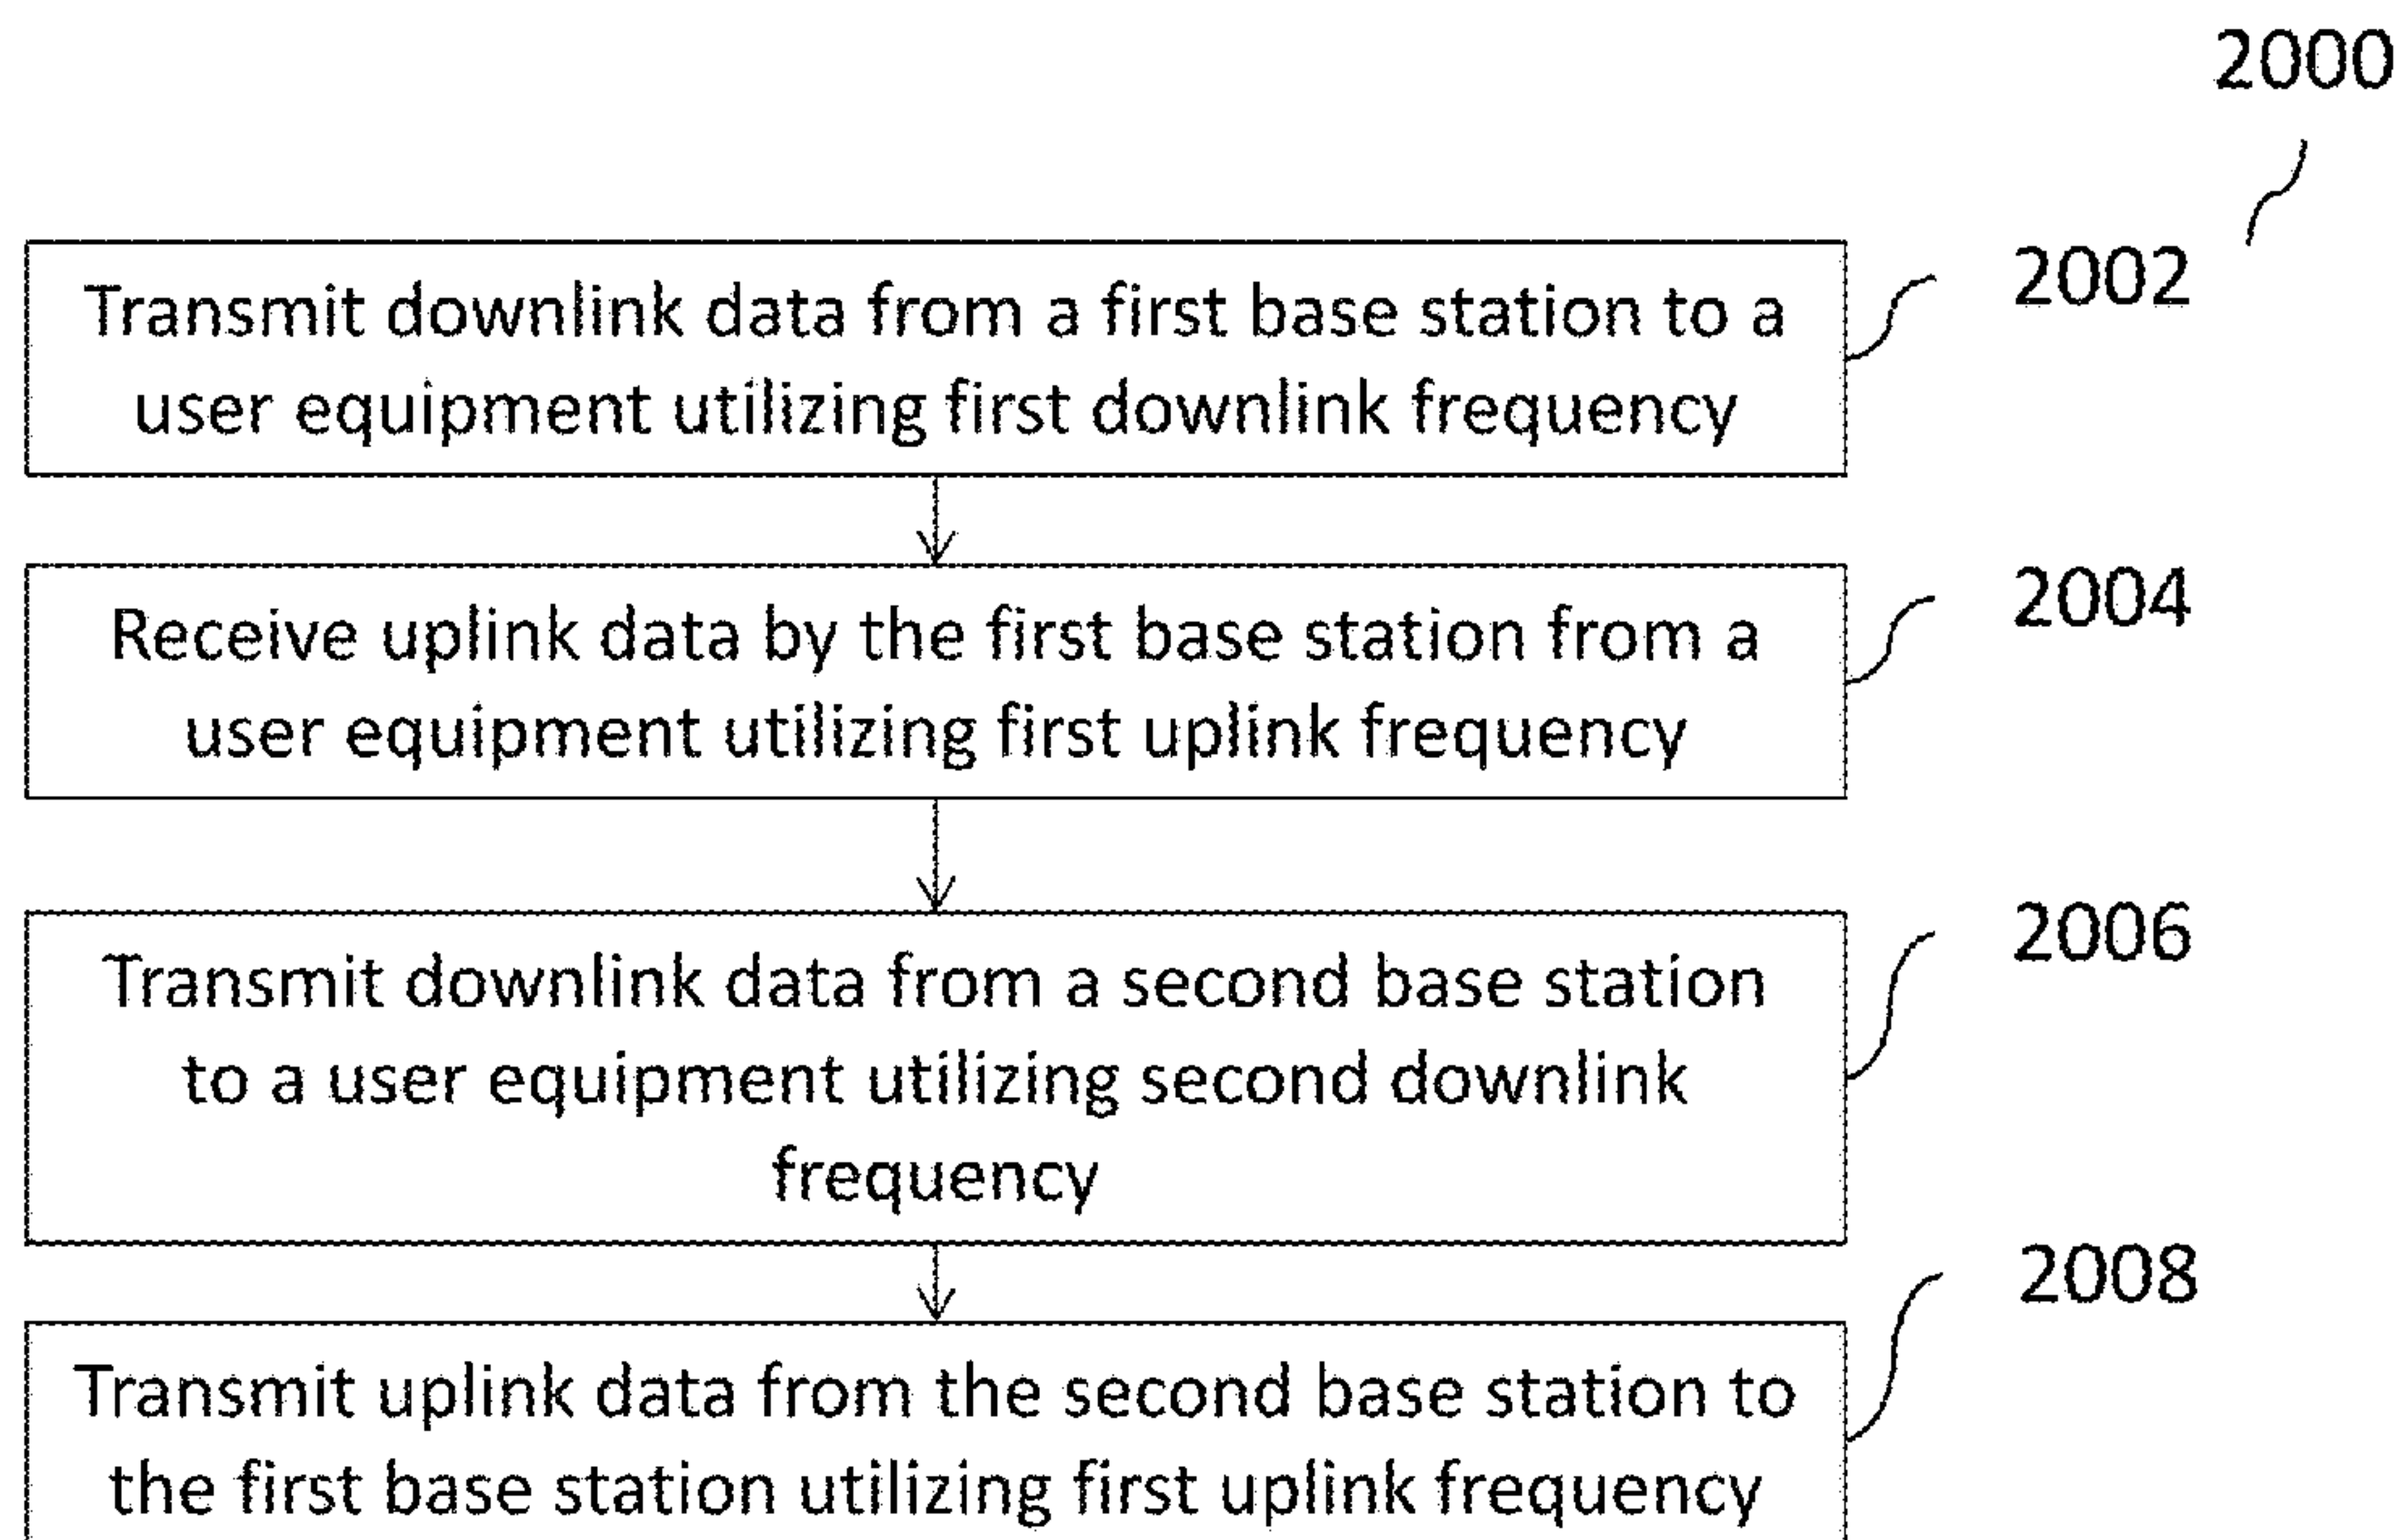 2000
Transmit downlink data from a first base station to a
user equipment utilizing first downlink frequency
2002
Receive uplink data by the first base station from a
user equipment utilizing first uplink frequency
2004
Transmit downlink data from a second base station
to a user equipment utilizing second downlink
frequency
2006
Transmit uplink data from the second base station to
the first base station utilizing first uplink frequency
2008